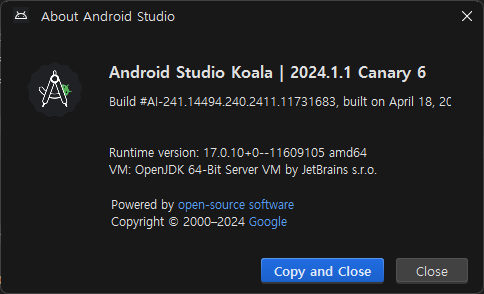 About Android Studio
Android Studio Koala | 2024.1.1 Canary 6
Build #AI-241.14494.240.2411.11731683, built on April 18, 20
Runtime version: 17.0.10+0--11609105 amd64
VM: OpenJDK 64-Bit Server VM by JetBrains s.r.o.
Powered by open-source software
Copyright © 2000–2024 Google
Copy and Close
Close